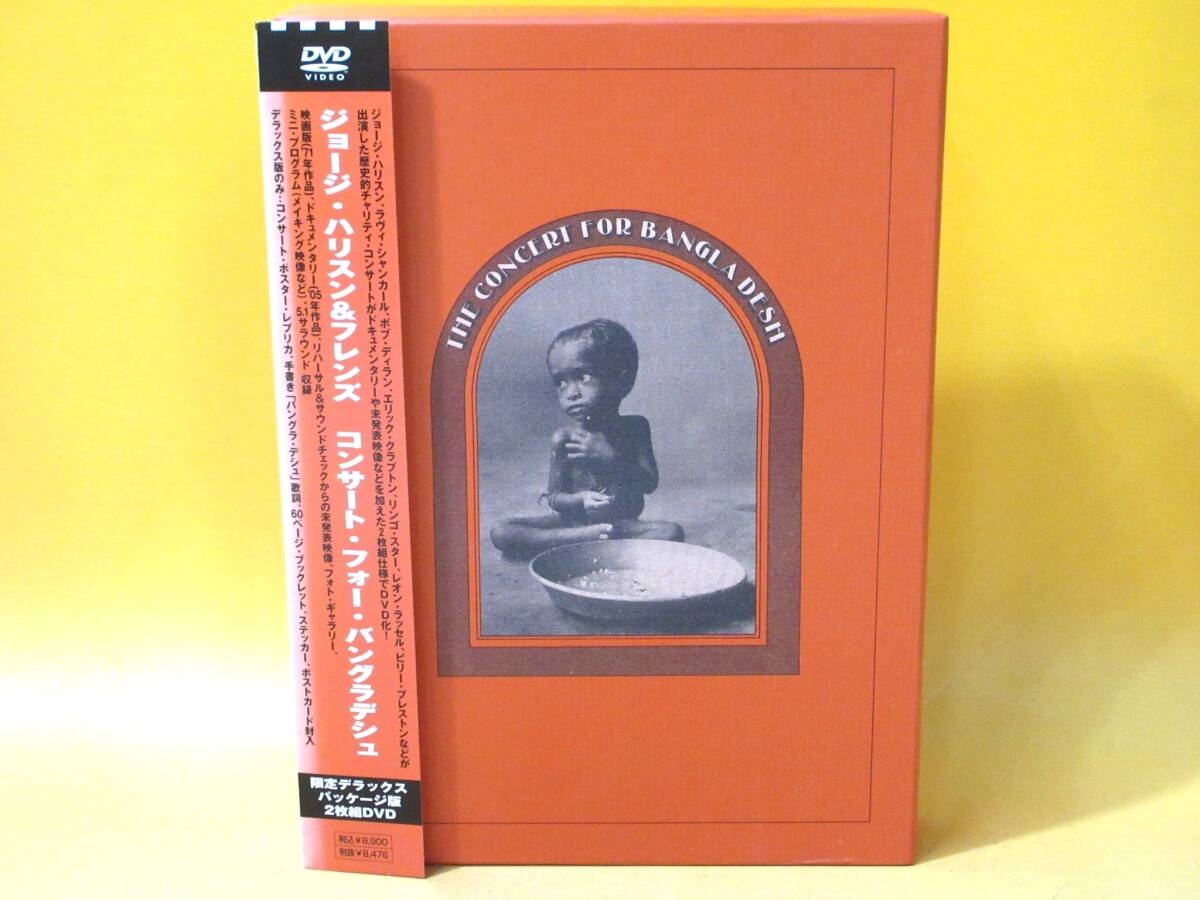 DVD
VIDEO
ジョージ・ハリスン、ラヴィ・シャンカール、ボブ・ディラン、エリック・クラプトン、リンゴ・スター、レオン・ラッセル、ビリー・プレストンなどが
出演した歴史的チャリティ・コンサートがドキュメンタリーや未発表映像などを加えた2枚組仕様でDVD化！
ジョージ・ハリスン&フレンズ コンサート・フォー・バングラデシュ
映画版('71年作品)、ドキュメンタリー('05年作品)、リハーサル&サウンドチェックからの未発表映像、フォト・ギャラリー、
ミニ・プログラム(メイキング映像など)、5.1サラウンド 収録
デラックス版のみ:コンサート・ポスター・レプリカ、手書き「バングラ・デシュ」歌詞、60ページ・ブックレット、ステッカー、ポストカード封入
限定デラックス
パッケージ版
2枚組DVD
税込¥8,900
税抜¥8,476
THE CONCERT FOR BANGLA DESH